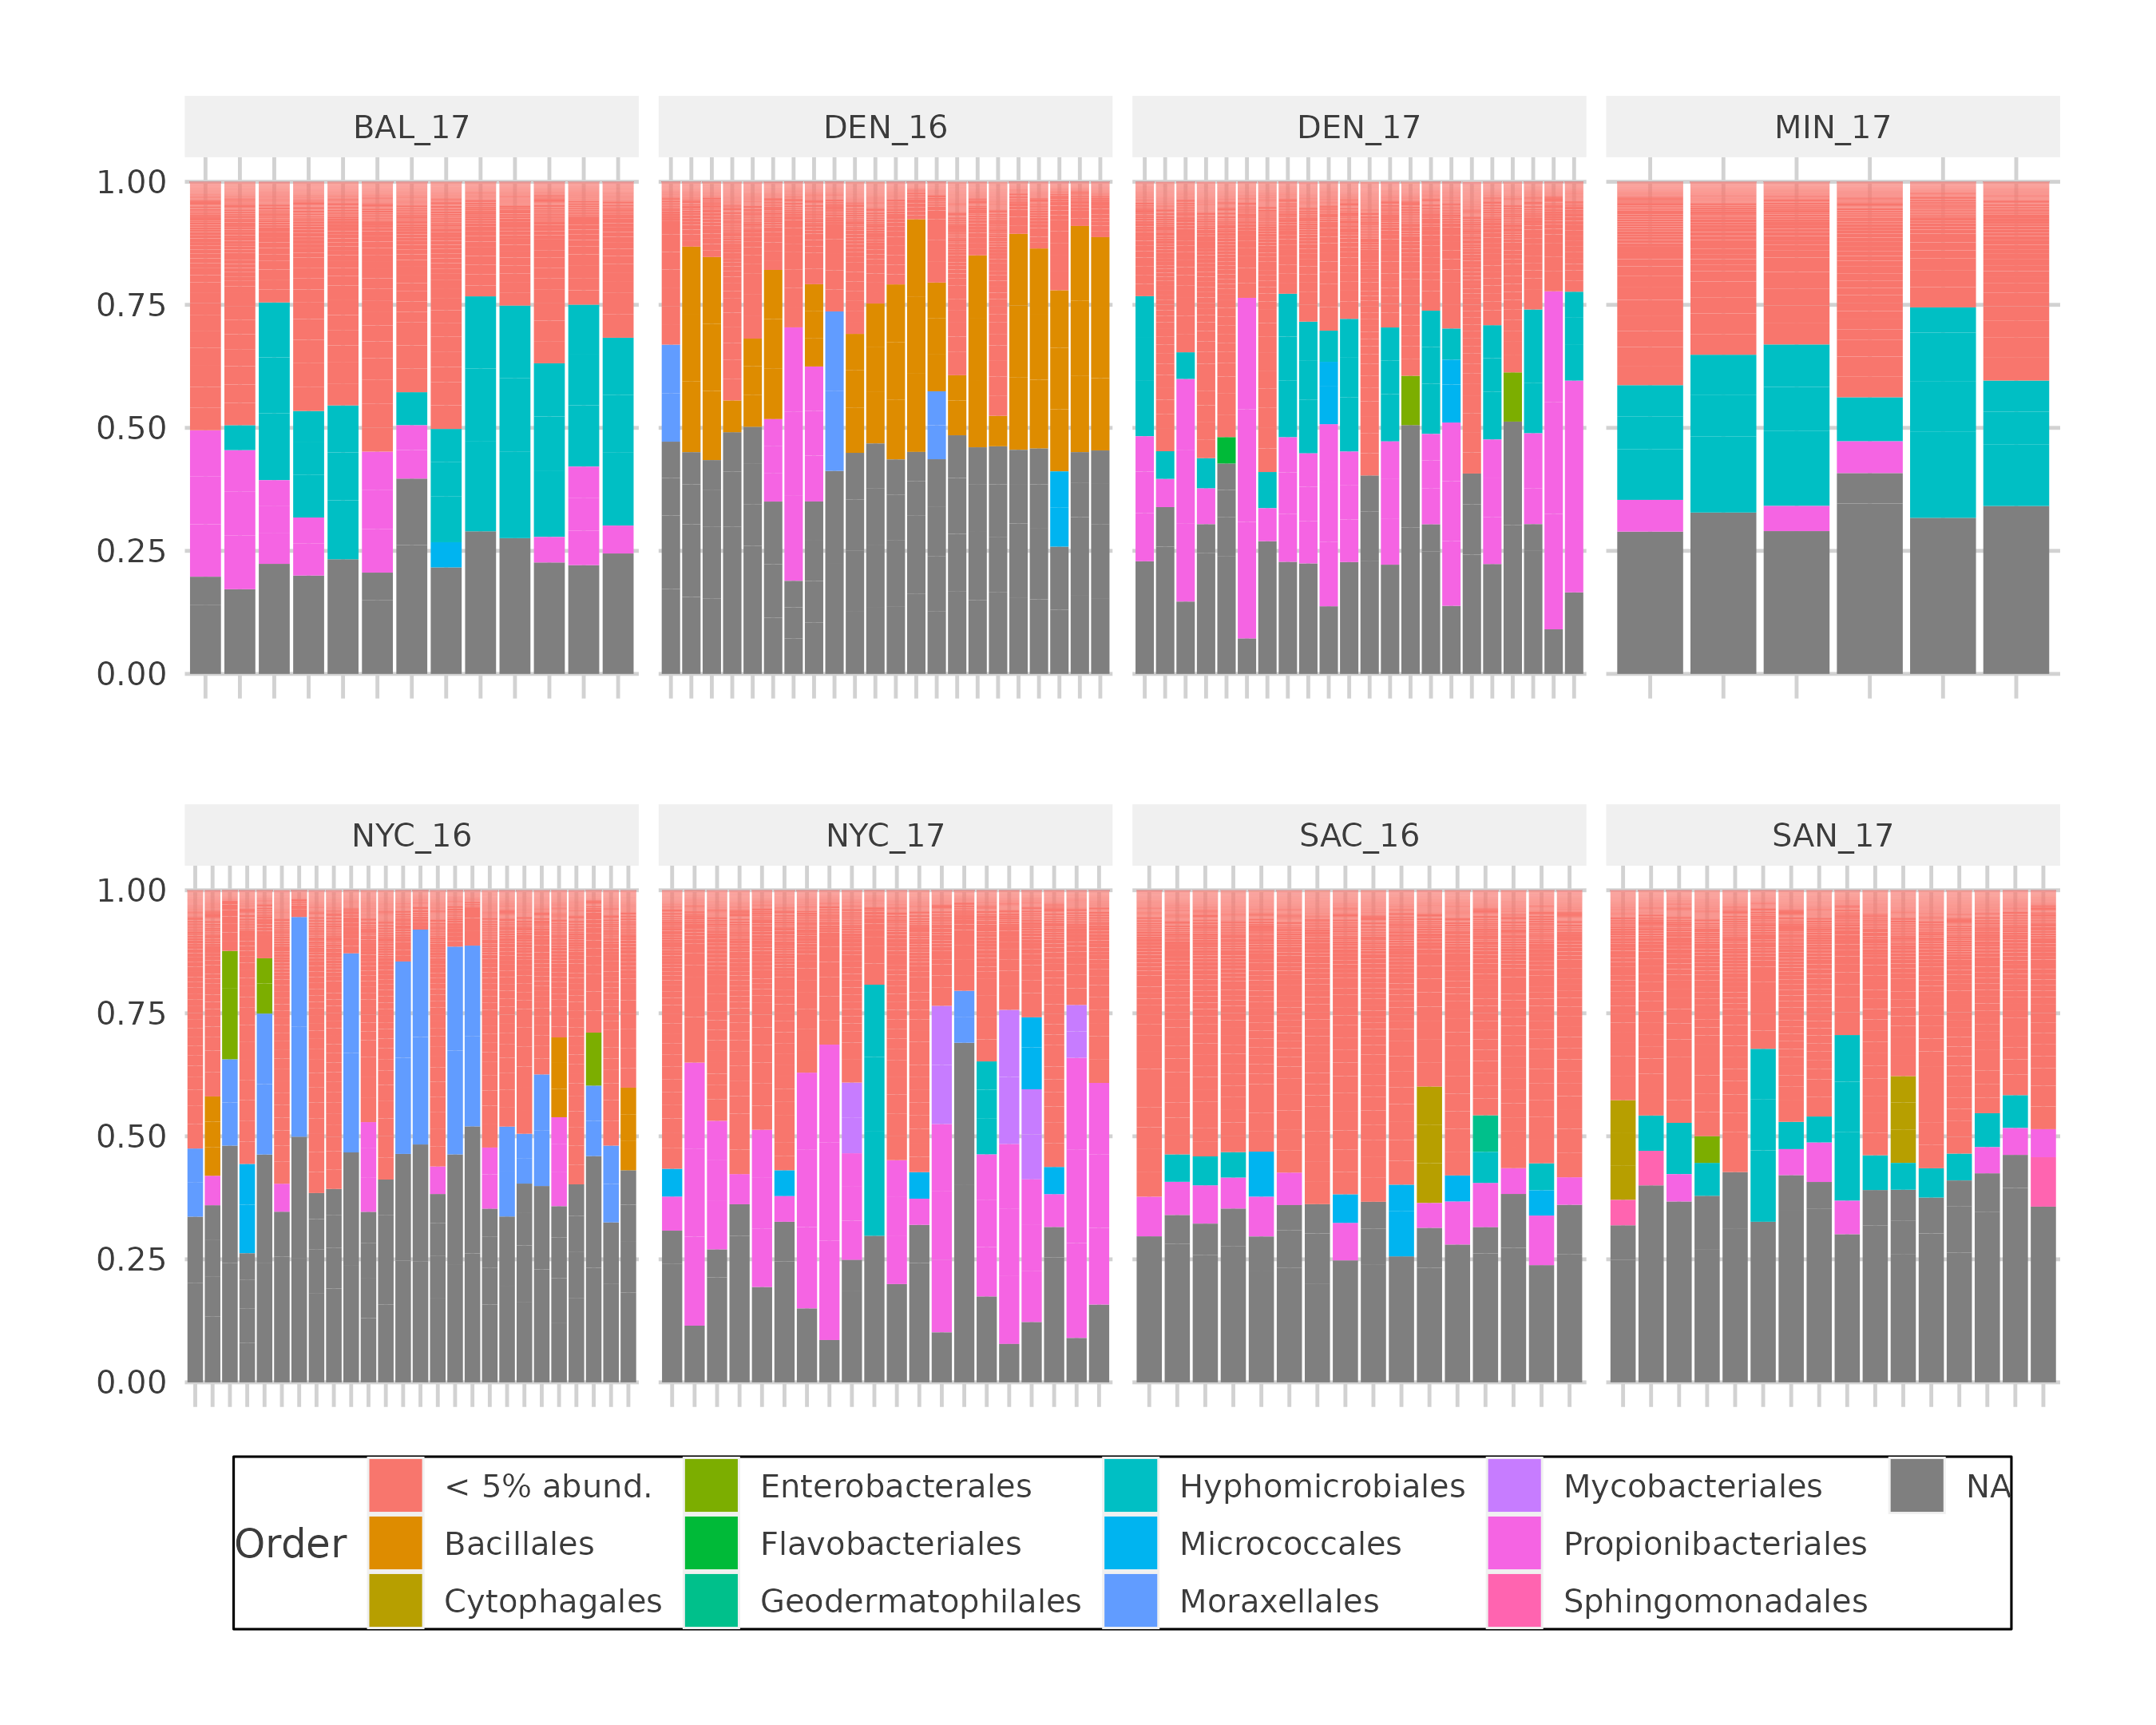 BAL_17 DEN_16 DEN_17 MIN_17
1.00
0.75
0.50
0.25
0.00
NYC_16 NYC_17 SAC_16 SAN_17
1.00
0.75
0.50
0.25
0.00
Order
< 5% abund. Enterobacterales Hyphomicrobiales Mycobacteriales NA
Bacillales Flavobacteriales Micrococcales Propionibacteriales
Cytophagales Geodermatophilales Moraxellales Sphingomonadales